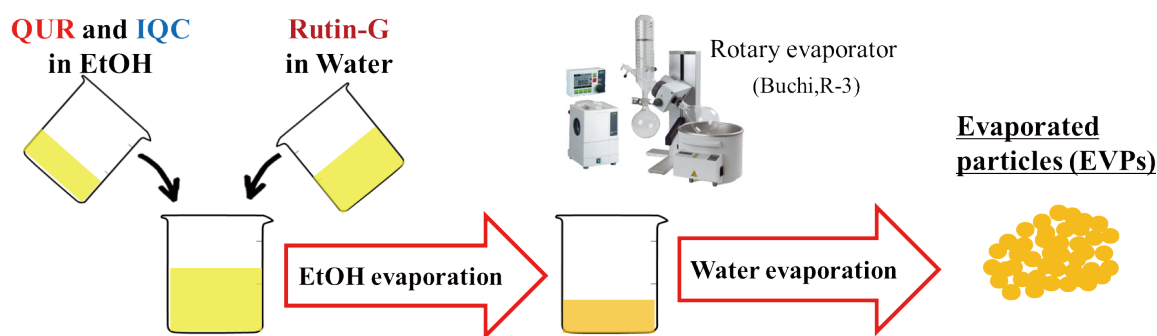 QUR and IQC
in EtOH
Rutin-G
in Water
Rotary evaporator
(Buchi,R-3)
Evaporated
particles (EVPs)
EtOH evaporation
Water evaporation